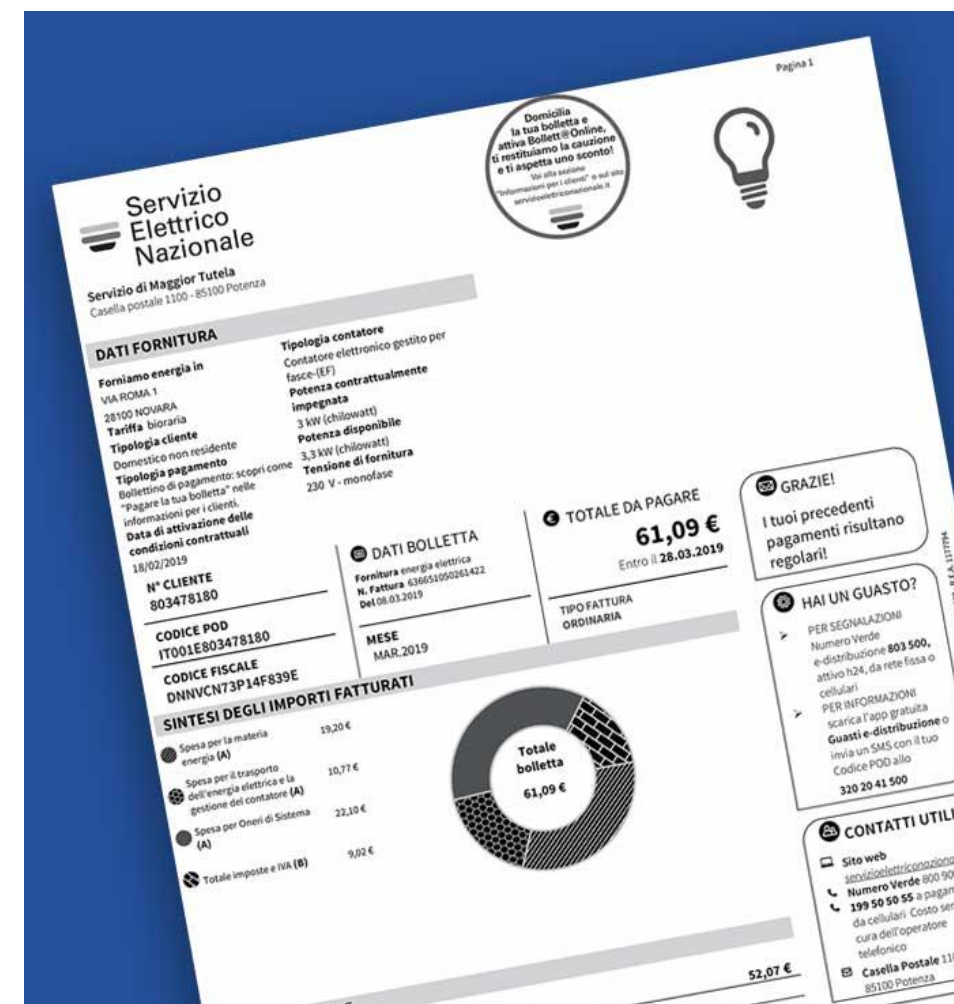 Pagina 1
Domicilia
la tua bolletta e
attiva Bollett@Online,
ti restituiamo la cauzione
e ti aspetta uno sconto!
Vai alla sezione
"Informazioni per i clienti" o sul sito
servizioelettriconazionale.it
Servizio
Elettrico
Nazionale
Servizio di Maggior Tutela
Casella postale 1100 - 85100 Potenza
DATI FORNITURA
Forniamo energia in
VIA ROMA 1
28100 NOVARA
Tariffa bioraria
Tipologia cliente
Domestico non residente
Tipologia pagamento
Bollettino di pagamento: scopri come
"Pagare la tua bolletta" nelle
informazioni per i clienti.
Data di attivazione delle
condizioni contrattuali
18/02/2019
Tipologia contatore
Contatore elettronico gestito per
fasce-(EF)
Potenza contrattualmente
impegnata
3 kW (chilowatt)
Potenza disponibile
3,3 kW (chilowatt)
Tensione di fornitura
230 V - monofase
N° CLIENTE
803478180
CODICE POD
IT001E803478180
CODICE FISCALE
DNNVCN73P14F839E
DATI BOLLETTA
Fornitura energia elettrica
N. Fattura 636651050261422
Del 08.03.2019
MESE
MAR.2019
TOTALE DA PAGARE
61,09 €
Entro il 28.03.2019
TIPO FATTURA
ORDINARIA
GRAZIE!
I tuoi precedenti
pagamenti risultano
regolari!
HAI UN GUASTO?
PER SEGNALAZIONI
Numero Verde
e-distribuzione 803 500,
attivo h24, da rete fissa o
cellulari
PER INFORMAZIONI
scarica l'app gratuita
Guasti e-distribuzione o
invia un SMS con il tuo
Codice POD allo
320 20 41 500
SINTESI DEGLI IMPORTI FATTURATI
Spesa per la materia
energia (A) 19,20 €
Spesa per il trasporto
dell'energia elettrica e la
gestione del contatore (A) 10,77 €
Spesa per Oneri di Sistema
(A) 22,10 €
Totale imposte e IVA (B) 9,02 €
Totale
bolletta
61,09 €
CONTATTI UTILI
Sito web
Numero Verde 800
199 50 50 55 a
da cellulari Costo
cura dell'operatore
telefonico
Casella Postale
85100 Potenza
52,07 €